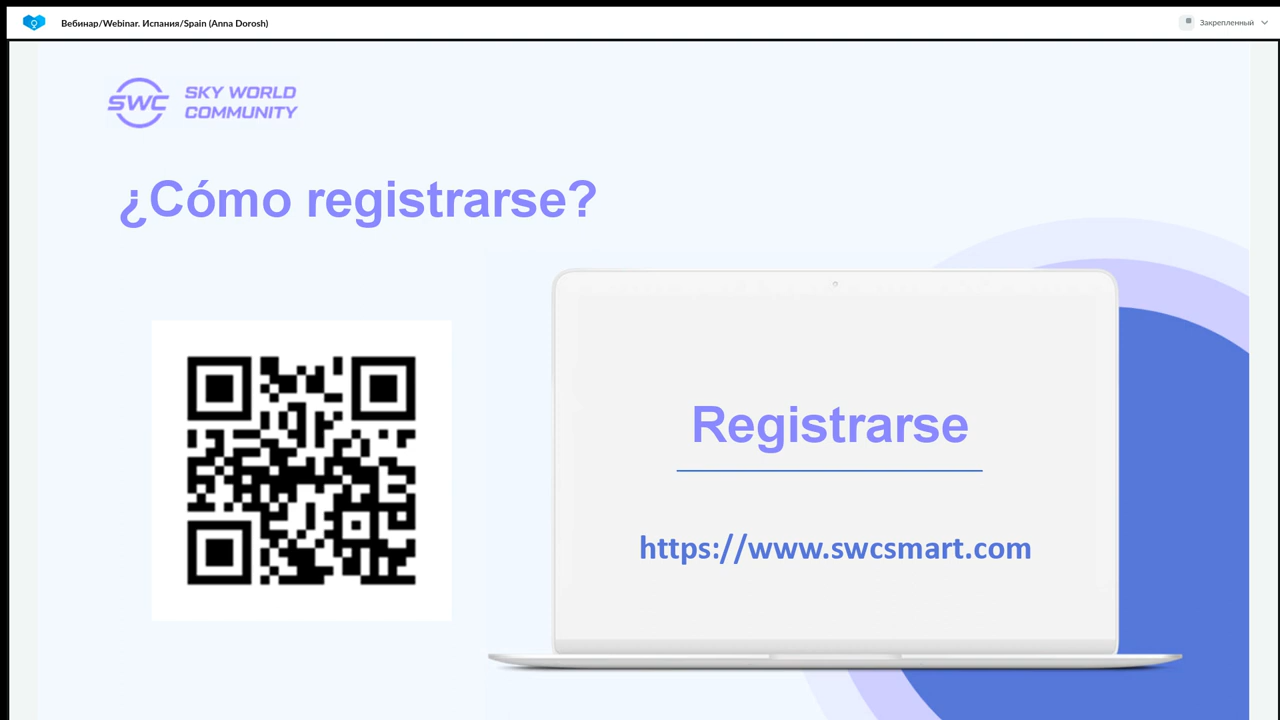 Вебинар/Webinar. Испания/Spain (Anna Dorosh)
Закрепленный
SWC
SKY WORLD
COMMUNITY
¿Cómo registrarse?
Registrarse
https://www.swcsmart.com